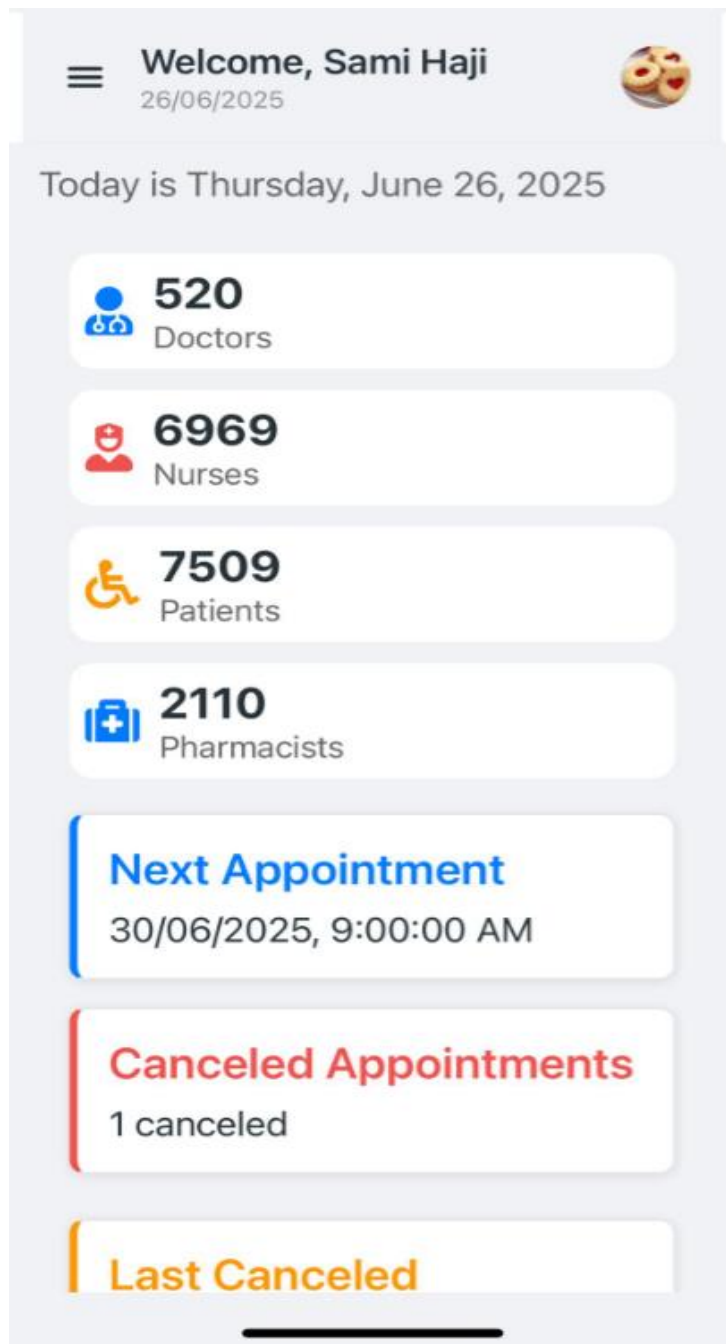 Welcome, Sami Haji
26/06/2025
Today is Thursday, June 26, 2025
520
Doctors
6969
Nurses
7509
Patients
2110
Pharmacists
Next Appointment
30/06/2025, 9:00:00 AM
Canceled Appointments
1 canceled
Last Canceled